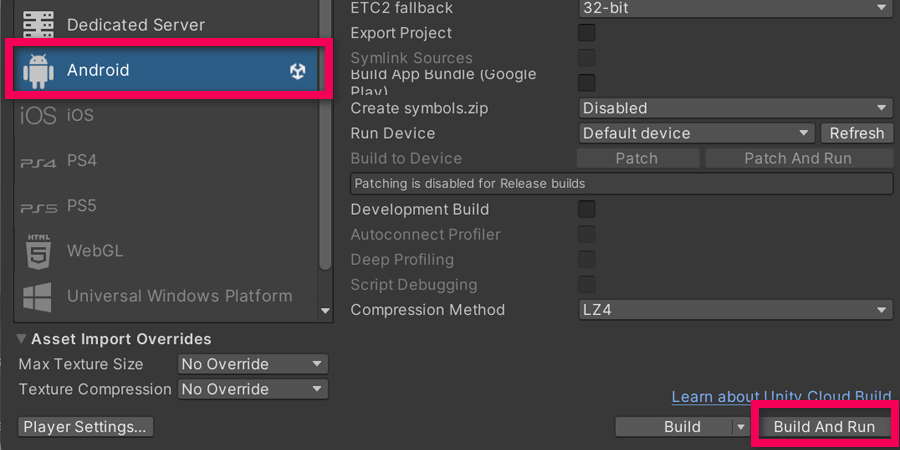 Dedicated Server
Android
iOS iOS
PS4 PS4
PS5 PS5
HTML
5 WebGL
Universal Windows Platform
Asset Import Overrides
Max Texture Size No Override
Texture Compression No Override
Player Settings...
ETC2 fallback 32-bit
Export Project
Symlink Sources
Build App Bundle (Google
Play)
Create symbols.zip Disabled
Run Device Default device Refresh
Build to Device Patch Patch And Run
Patching is disabled for Release builds
Development Build
Autoconnect Profiler
Deep Profiling
Script Debugging
Compression Method LZ4
Learn about Unity Cloud Build
Build Build And Run